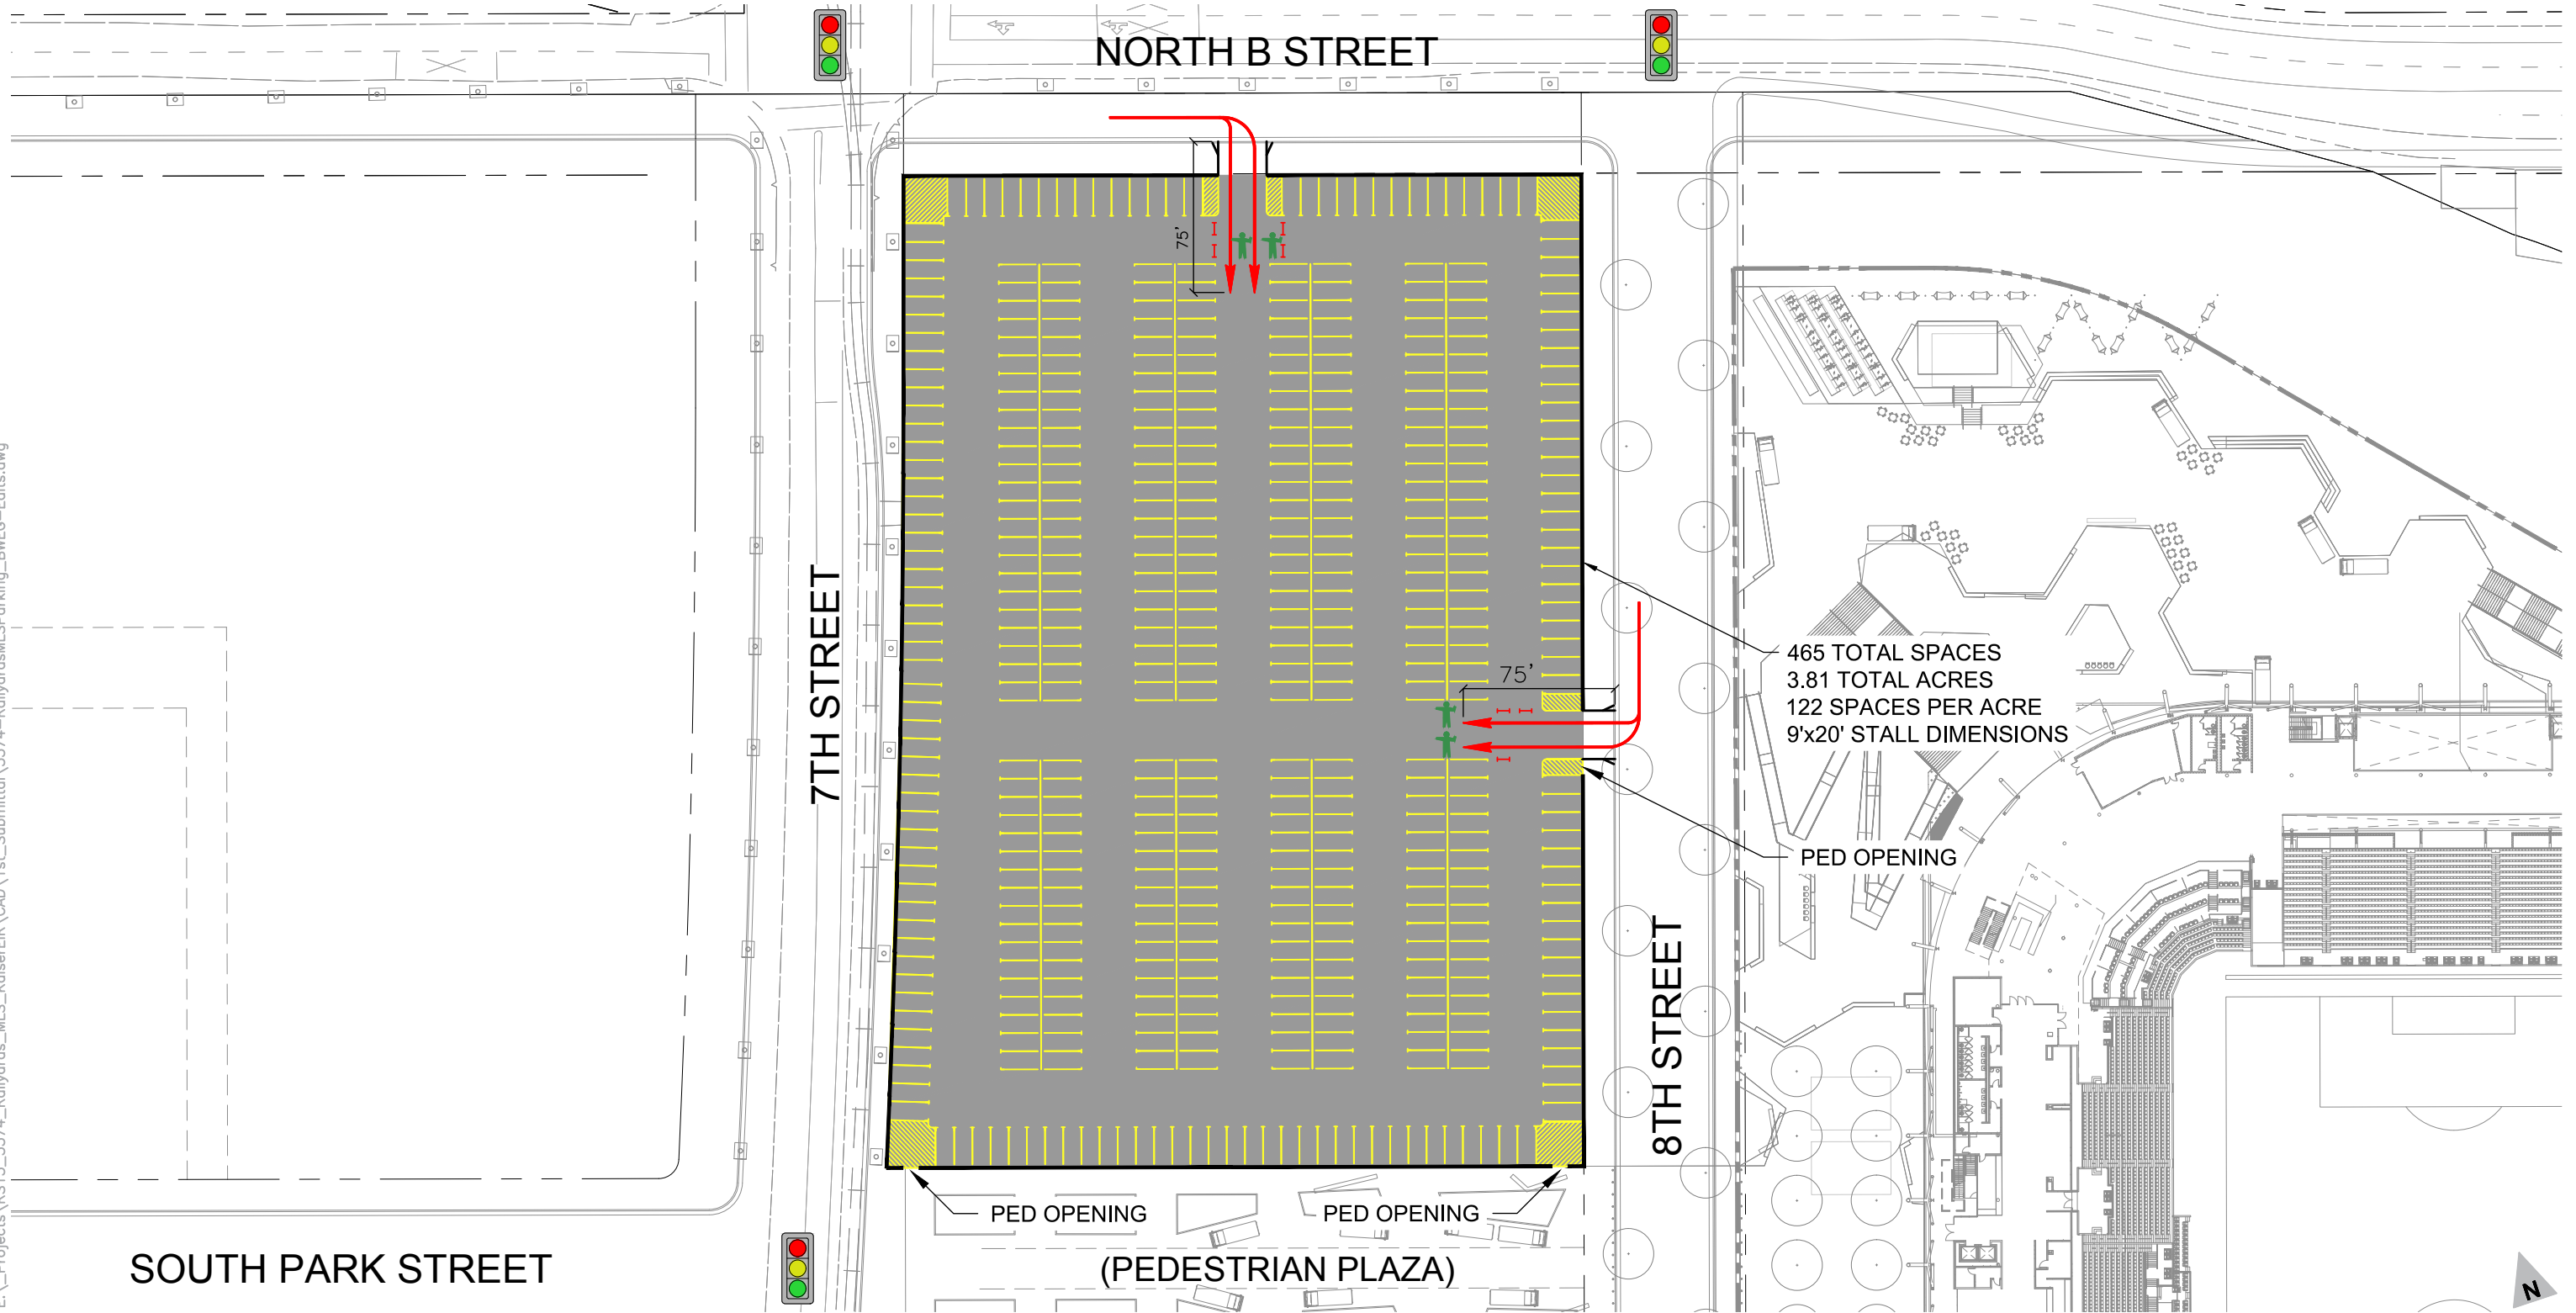 NORTH B STREET
75'
7TH STREET
75'
465 TOTAL SPACES
3.81 TOTAL ACRES
122 SPACES PER ACRE
9'x20' STALL DIMENSIONS
PED OPENING
8TH STREET
PED OPENING
PED OPENING
SOUTH PARK STREET
(PEDESTRIAN PLAZA)
N